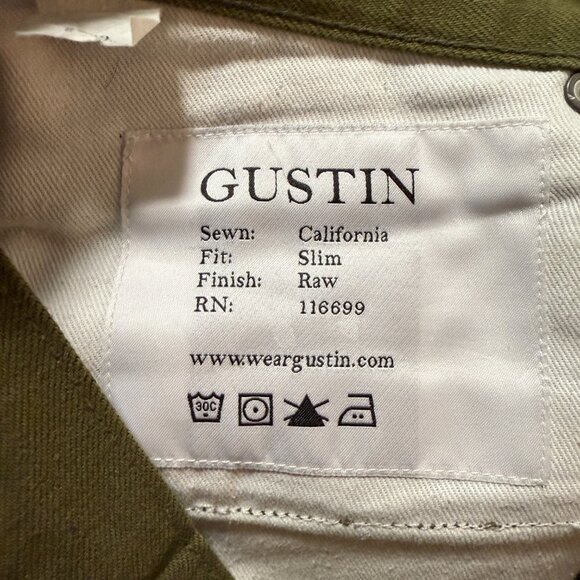 GUSTIN
Sewn: California
Fit: Slim
Finish: Raw
RN: 116699
www.weargustin.com
30C